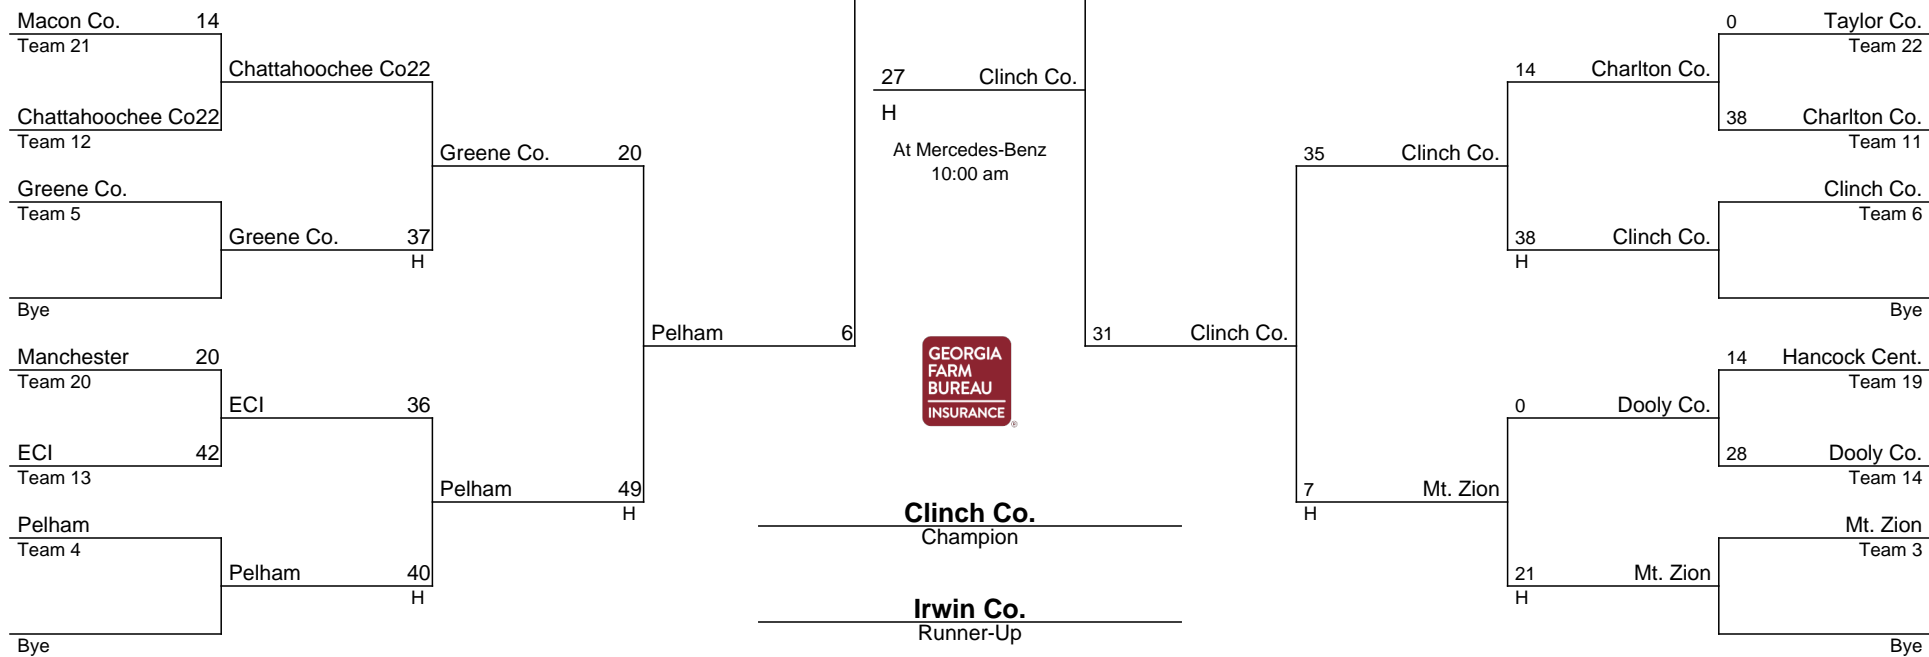 Macon Co. 14
Team 21
Chattahoochee Co22
Chattahoochee Co22
Team 12
Greene Co. 20
Greene Co.
Team 5
Greene Co. 37
H
Bye
Pelham 6
Manchester 20
Team 20
ECI 36
ECI 42
Team 13
Pelham 49
H
Pelham
Team 4
Pelham 40
H
Bye
27 Clinch Co.
H
At Mercedes-Benz
10:00 am
GEORGIA
FARM
BUREAU
INSURANCE
®
Clinch Co.
Champion
Irwin Co.
Runner-Up
0 Taylor Co.
Team 22
14 Charlton Co.
38 Charlton Co.
Team 11
35 Clinch Co.
Clinch Co.
Team 6
38 Clinch Co.
H
Bye
31 Clinch Co.
14 Hancock Cent.
Team 19
0 Dooly Co.
28 Dooly Co.
Team 14
7 Mt. Zion
H
Mt. Zion
Team 3
21 Mt. Zion
H
Bye